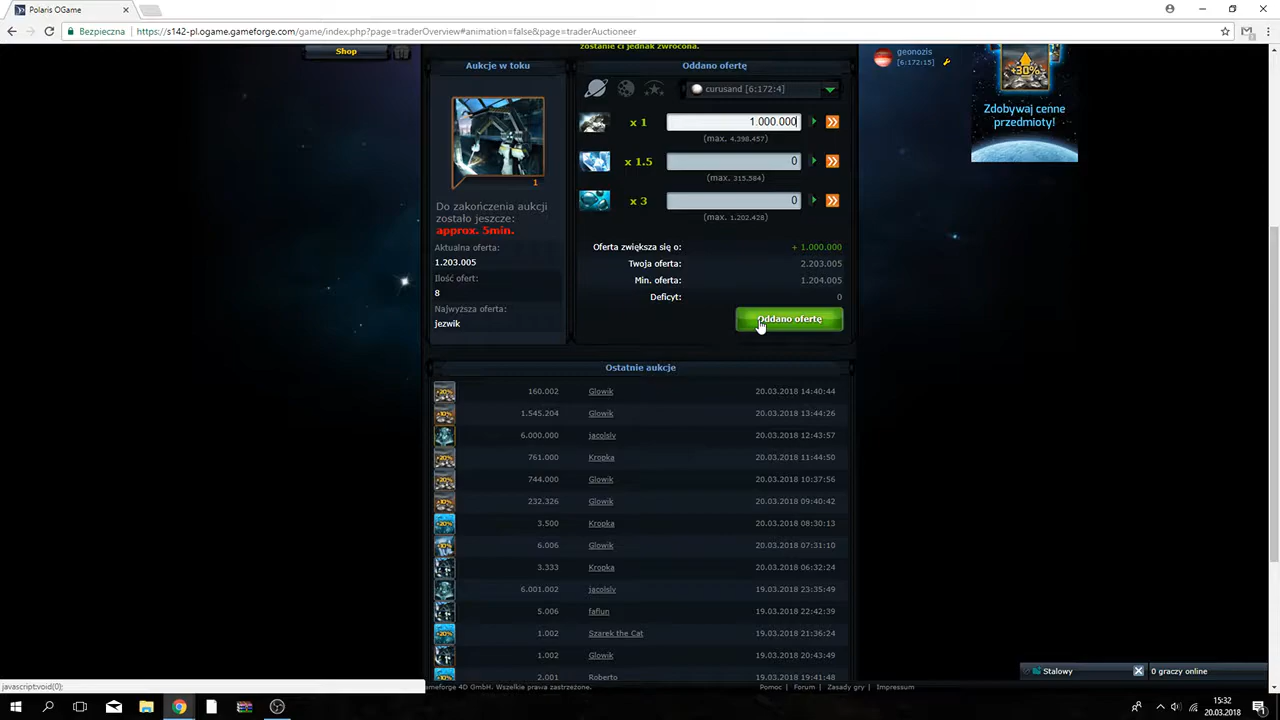 Polaris OGame
Bezpieczna
https://s142-pl.ogame.gameforge.com/game/index.php?page=traderOverview#animation=false&page=traderAuctioneer
Shop
zostanie ci jednak zwrócona.
geonozis
[6:172:15]
+30%
Zdobywaj cenne
przedmioty!
Aukcje w toku
Oddano ofertę
curusand [6:172:4]
x 1
1.000.000
(max. 4.398.457)
x 1.5
0
(max. 315.584)
x 3
0
(max. 1.202.428)
1
Do zakończenia aukcji
zostało jeszcze:
approx. 5min.
Aktualna oferta:
1.203.005
Ilość ofert:
8
Najwyższa oferta:
jezwik
Oferta zwiększa się o:
+ 1.000.000
Twoja oferta:
2.203.005
Min. oferta:
1.204.005
Deficyt:
0
Oddano ofertę
Ostatnie aukcje
+20% 160.002 Glowik 20.03.2018 14:40:44
+10% 1.545.204 Glowik 20.03.2018 13:44:26
6.000.000 jacolslv 20.03.2018 12:43:57
+20% 761.000 Kropka 20.03.2018 11:44:50
+20% 744.000 Glowik 20.03.2018 10:37:56
+10% 232.326 Glowik 20.03.2018 09:40:42
+20% 3.500 Kropka 20.03.2018 08:30:13
+10% 6.006 Glowik 20.03.2018 07:31:10
3.333 Kropka 20.03.2018 06:32:24
6.001.002 jacolslv 19.03.2018 23:35:49
5.006 faflun 19.03.2018 22:42:39
+20% 1.002 Szarek the Cat 19.03.2018 21:36:24
1.002 Glowik 19.03.2018 20:43:49
+10% 2.001 Roberto 19.03.2018 19:41:48
Stalowy
0 graczy online
javascript:void(0);
ameforge 4D GmbH. Wszelkie prawa zastrzeżone.
Pomoc | Forum | Zasady gry | Impressum
15:32
20.03.2018